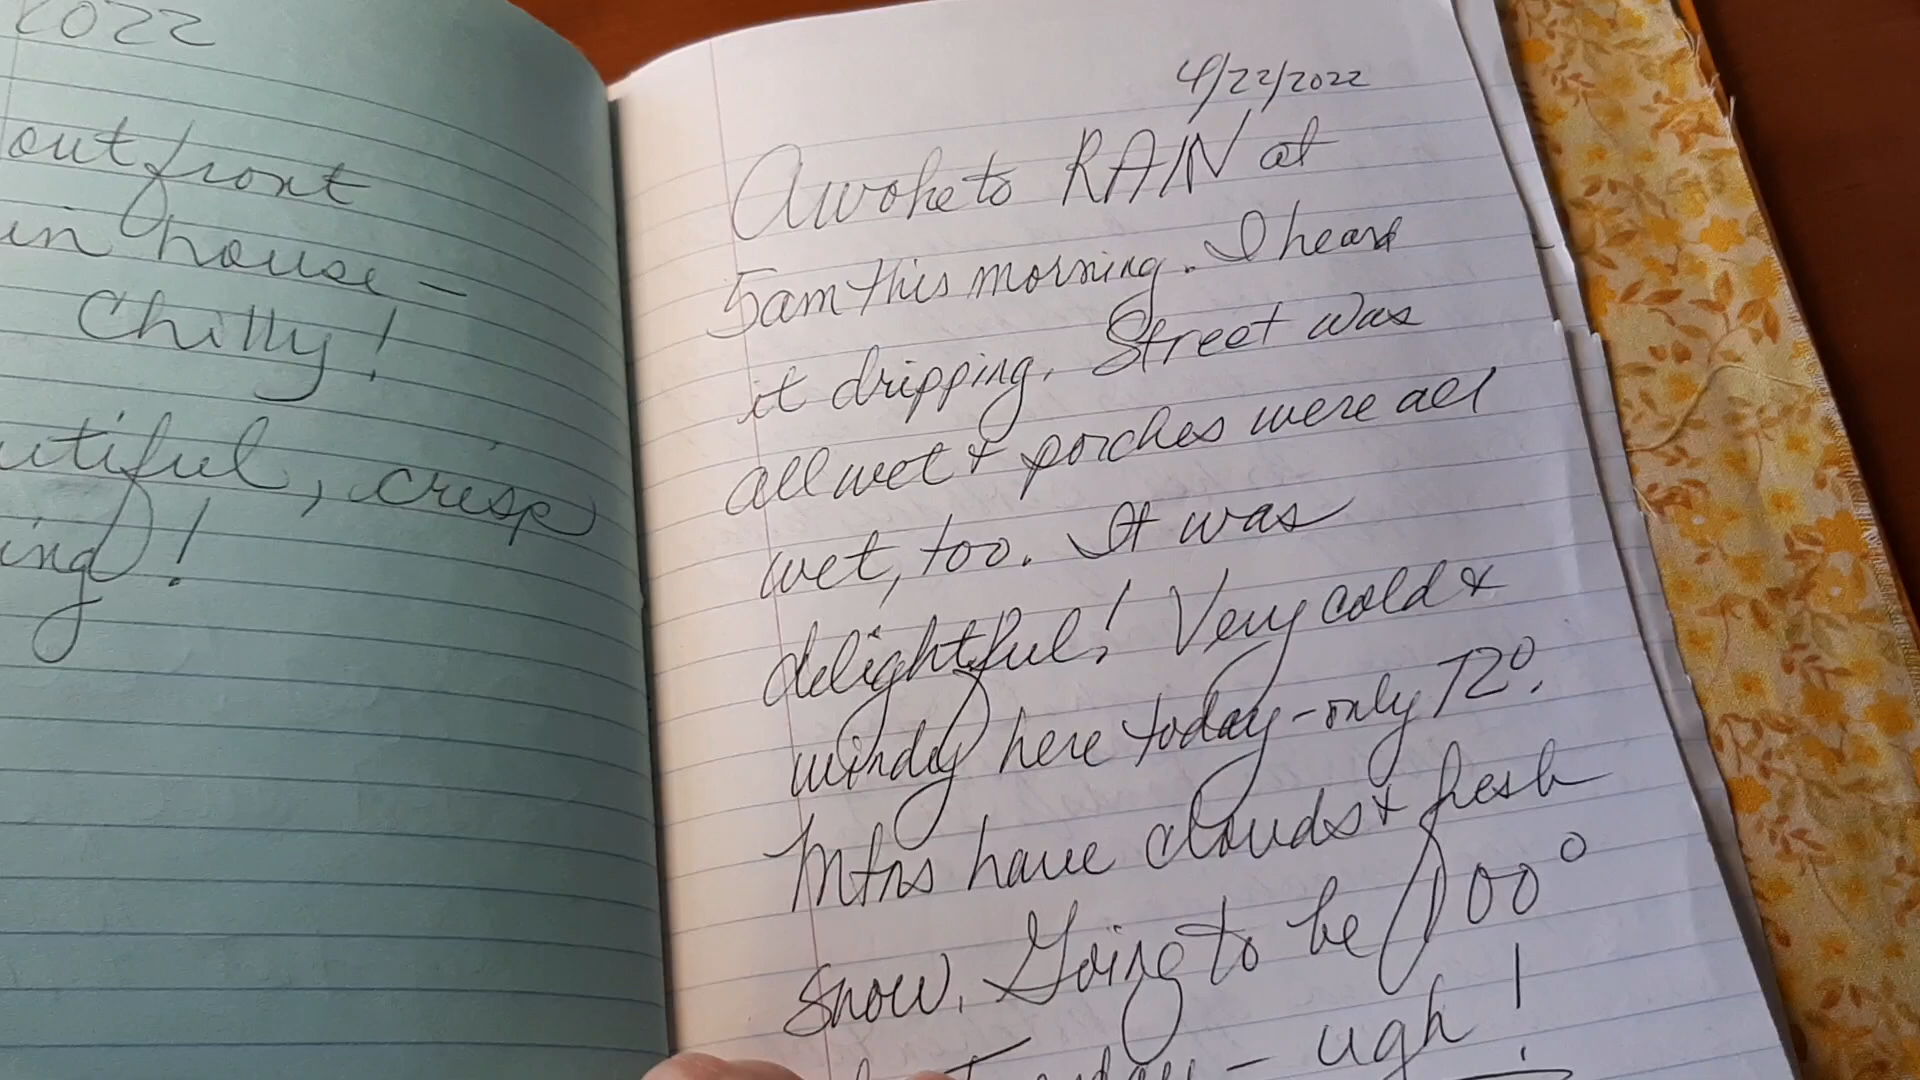 2022
out front
in house –
Chilly!
utiful, crisp
ing!
4/22/2022
Awoke to RAIN at
5am this morning. I heard
it dripping. Street was
all wet & porches were all
wet, too. It was
delightful! Very cold &
windy here today – only 72°.
Mtns have clouds & fresh
snow. Going to be 100°
– ugh!